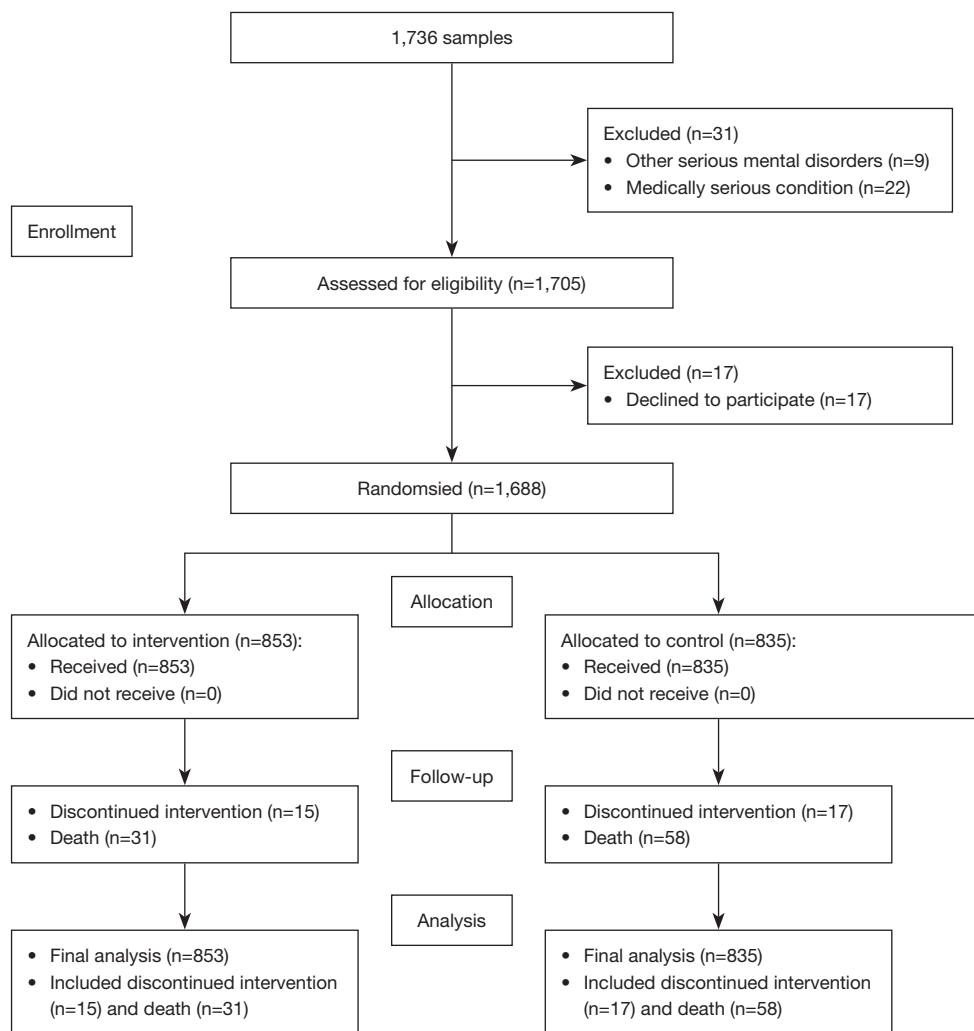 1,736 samples
Excluded (n=31)
• Other serious mental disorders (n=9)
• Medically serious condition (n=22)
Enrollment
Assessed for eligibility (n=1,705)
Excluded (n=17)
• Declined to participate (n=17)
Randomsied (n=1,688)
Allocation
Allocated to intervention (n=853):
• Received (n=853)
• Did not receive (n=0)
Allocated to control (n=835):
• Received (n=835)
• Did not receive (n=0)
Follow-up
• Discontinued intervention (n=15)
• Death (n=31)
• Discontinued intervention (n=17)
• Death (n=58)
Analysis
• Final analysis (n=853)
• Included discontinued intervention
(n=15) and death (n=31)
• Final analysis (n=835)
• Included discontinued intervention
(n=17) and death (n=58)